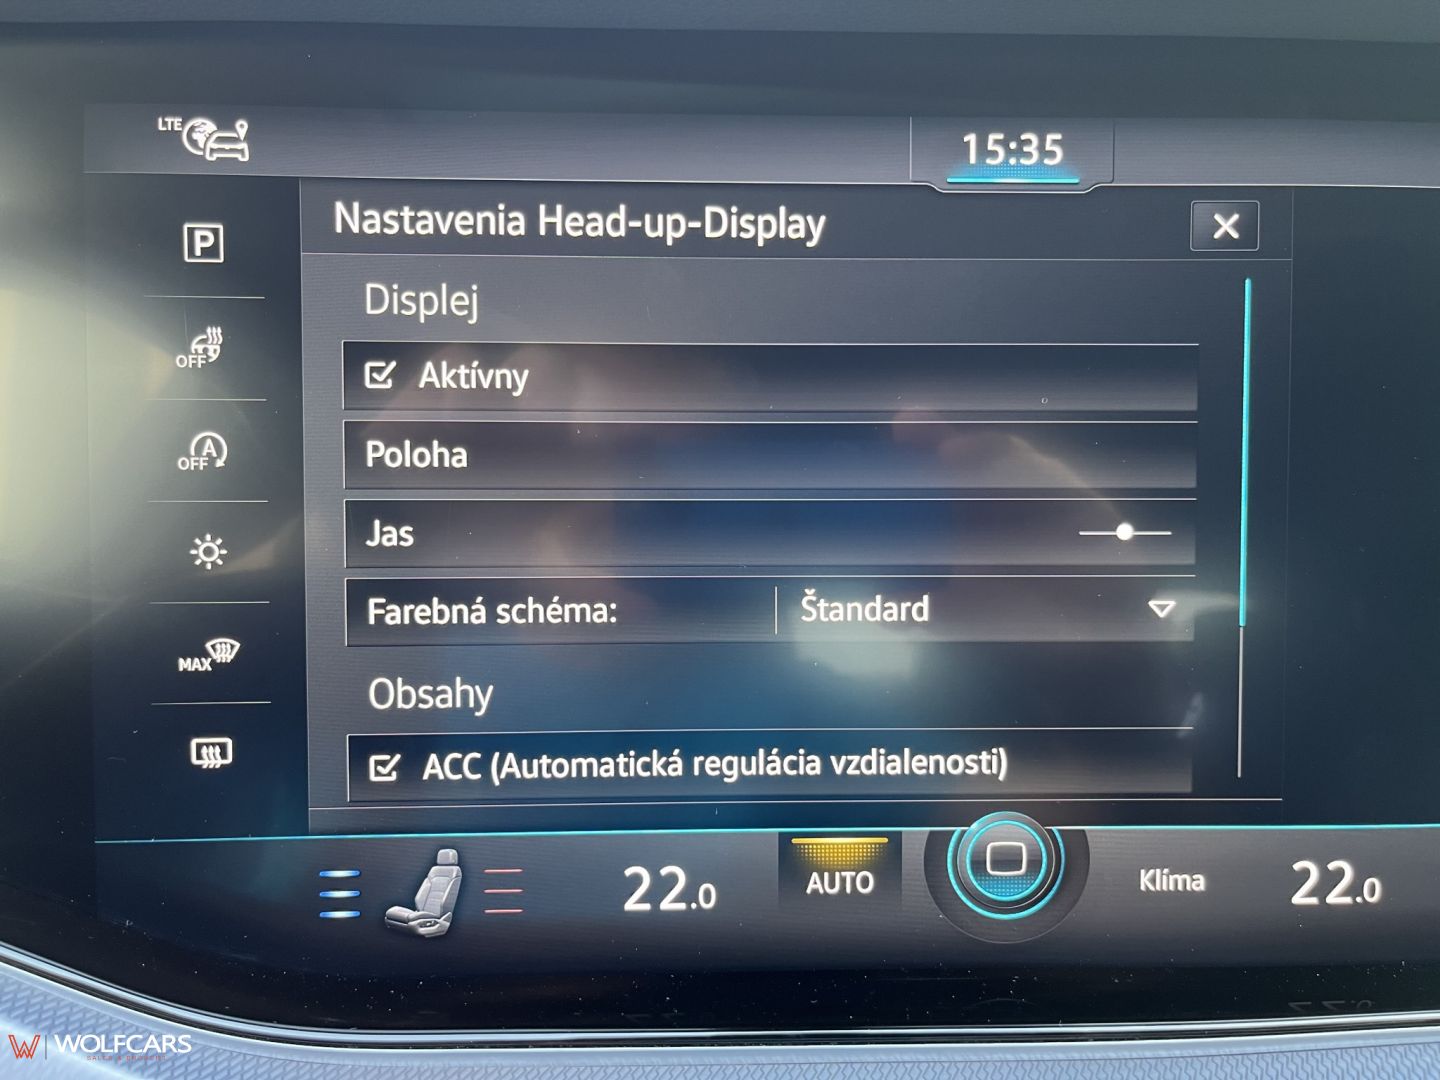 LTE
15:35
Nastavenia Head-up-Display
P
Displej
OFF
Aktívny
A
OFF
Poloha
Jas
Farebná schéma:
Štandard
MAX
Obsahy
ACC (Automatická regulácia vzdialenosti)
22.0
AUTO
Klíma
22.0
WOLFCARS